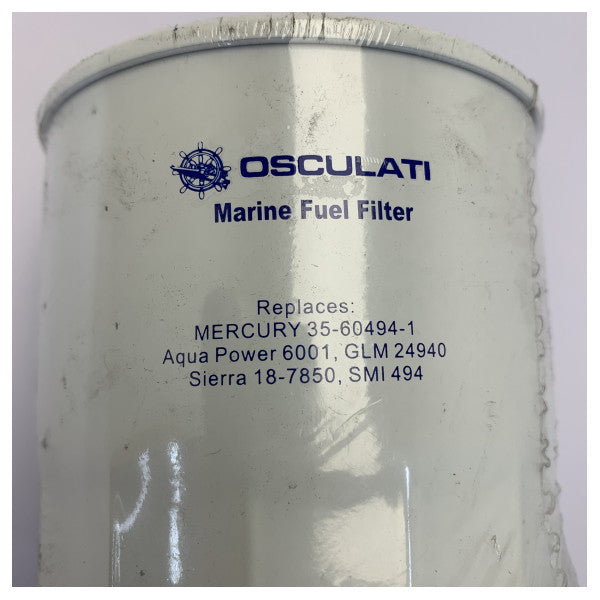 OSCULATI
Marine Fuel Filter
Replaces:
MERCURY 35-60494-1
Aqua Power 6001, GLM 24940
Sierra 18-7850, SMI 494